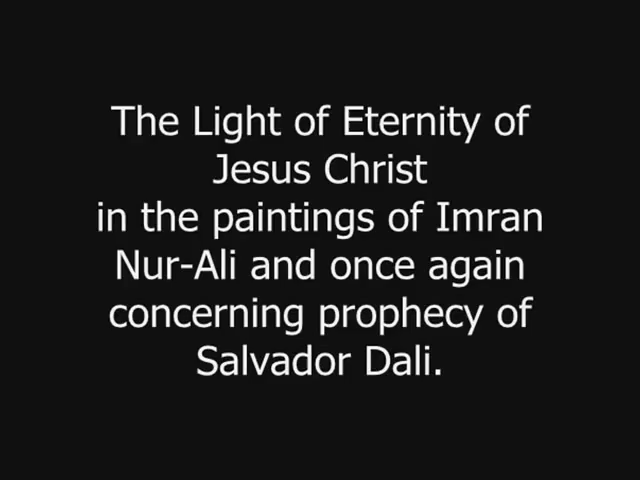 The Light of Eternity of
Jesus Christ
in the paintings of Imran
Nur-Ali and once again
concerning prophecy of
Salvador Dali.